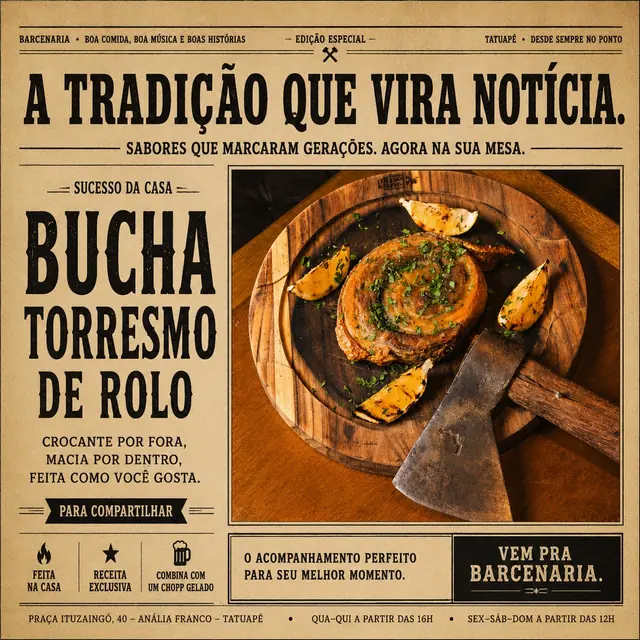 BARCENARIA • BOA COMIDA, BOA MÚSICA E BOAS HISTÓRIAS
— EDIÇÃO ESPECIAL —
TATUAPÉ • DESDE SEMPRE NO PONTO
A TRADIÇÃO QUE VIRA NOTÍCIA.
SABORES QUE MARCARAM GERAÇÕES. AGORA NA SUA MESA.
SUCESSO DA CASA
BUCHA
TORRESMO
DE ROLO
CROCANTE POR FORA,
MACIA POR DENTRO,
FEITA COMO VOCÊ GOSTA.
PARA COMPARTILHAR
FEITA
NA CASA
RECEITA
EXCLUSIVA
COMBINA COM
UM CHOPP GELADO
O ACOMPANHAMENTO PERFEITO
PARA SEU MELHOR MOMENTO.
VEM PRA
BARCENARIA.
PRAÇA ITUZAINGÓ, 40 – ANÁLIA FRANCO – TATUAPÉ • QUA-QUI A PARTIR DAS 16H • SEX-SÁB-DOM A PARTIR DAS 12H